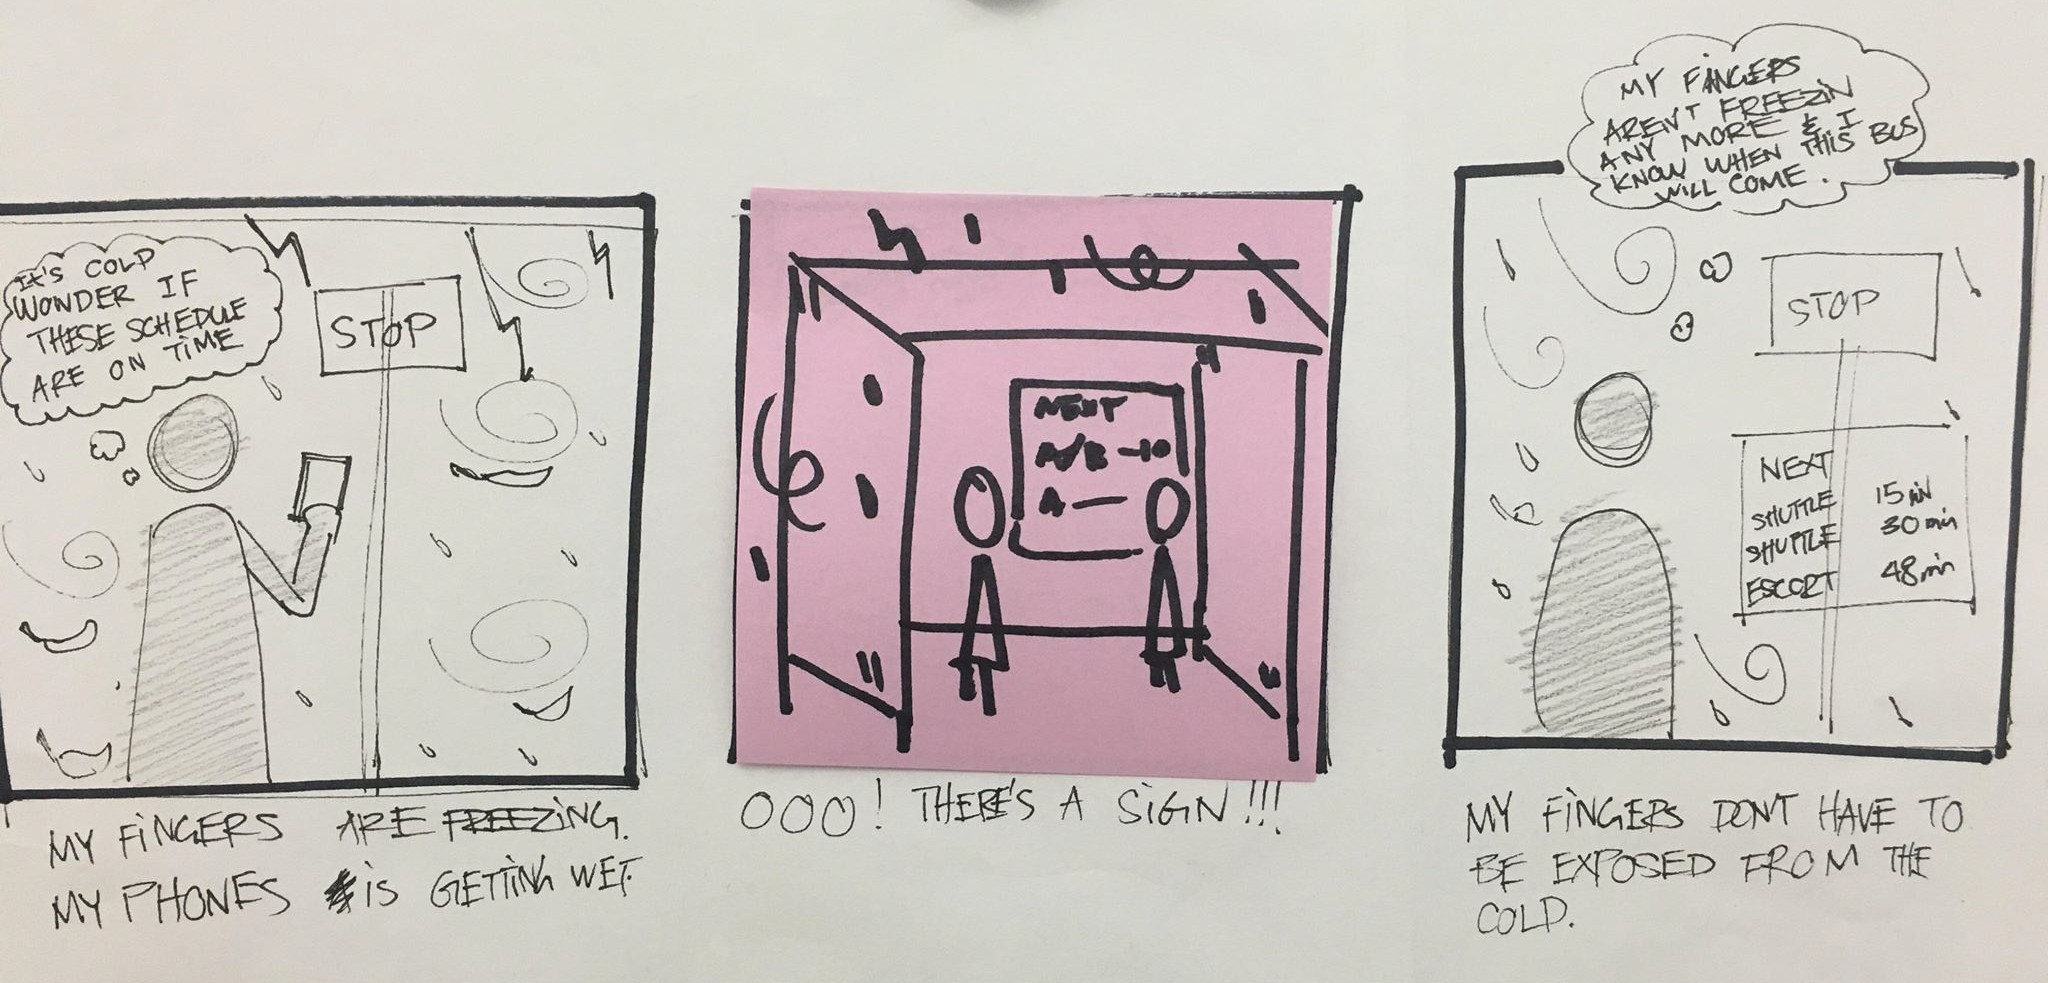 IT'S COLD
WONDER IF
THESE SCHEDULE
ARE ON TIME
STOP
MY FINGERS ARE FREEZING.
MY PHONES IS GETTING WET.
NEXT
A/B -10
A —
OOO! THERE'S A SIGN!!!
MY FINGERS
AREN'T FREEZIN
ANY MORE & I
KNOW WHEN THIS BUS
WILL COME.
STOP
NEXT
SHUTTLE 15 min
SHUTTLE 30 min
ESCORT 48 min
MY FINGERS DONT HAVE TO
BE EXPOSED FROM THE
COLD.